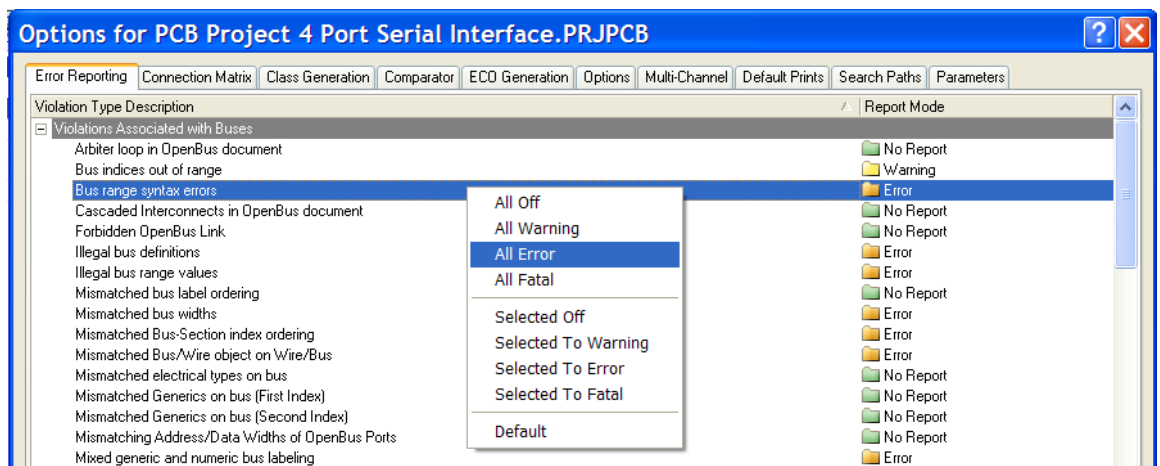 Options for PCB Project 4 Port Serial Interface.PRJPCB
Error Reporting Connection Matrix Class Generation Comparator ECO Generation Options Multi-Channel Default Prints Search Paths Parameters
Violation Type Description Report Mode
Violations Associated with Buses
Arbiter loop in OpenBus document No Report
Bus indices out of range Warning
Bus range syntax errors Error
Cascaded Interconnects in OpenBus document No Report
Forbidden OpenBus Link No Report
Illegal bus definitions Error
Illegal bus range values Error
Mismatched bus label ordering No Report
Mismatched bus widths Error
Mismatched Bus-Section index ordering Error
Mismatched Bus/Wire object on Wire/Bus Error
Mismatched electrical types on bus No Report
Mismatched Generics on bus (First Index) No Report
Mismatched Generics on bus (Second Index) No Report
Mismatching Address/Data Widths of OpenBus Ports No Report
Mixed generic and numeric bus labeling Error
All Off
All Warning
All Error
All Fatal
Selected Off
Selected To Warning
Selected To Error
Selected To Fatal
Default